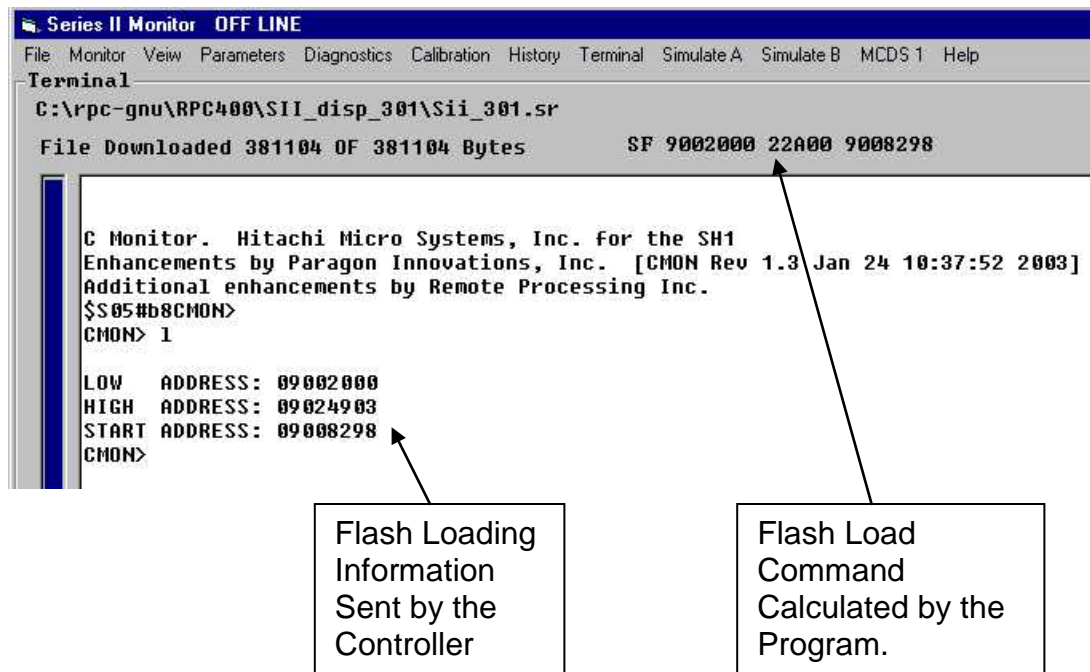 Series II Monitor OFF LINE
File Monitor Veiw Parameters Diagnostics Calibration History Terminal Simulate A Simulate B MCDS 1 Help
Terminal
C:\rpc-gnu\RPC400\SII_disp_301\Sii_301.sr
File Downloaded 381104 OF 381104 Bytes SF 9002000 22A00 9008298
C Monitor. Hitachi Micro Systems, Inc. for the SH1
Enhancements by Paragon Innovations, Inc. [CMON Rev 1.3 Jan 24 10:37:52 2003]
Additional enhancements by Remote Processing Inc.
$S05#b8CMON>
CMON> l
LOW ADDRESS: 09002000
HIGH ADDRESS: 09024903
START ADDRESS: 09008298
CMON>
Flash Loading
Information
Sent by the
Controller
Flash Load
Command
Calculated by the
Program.